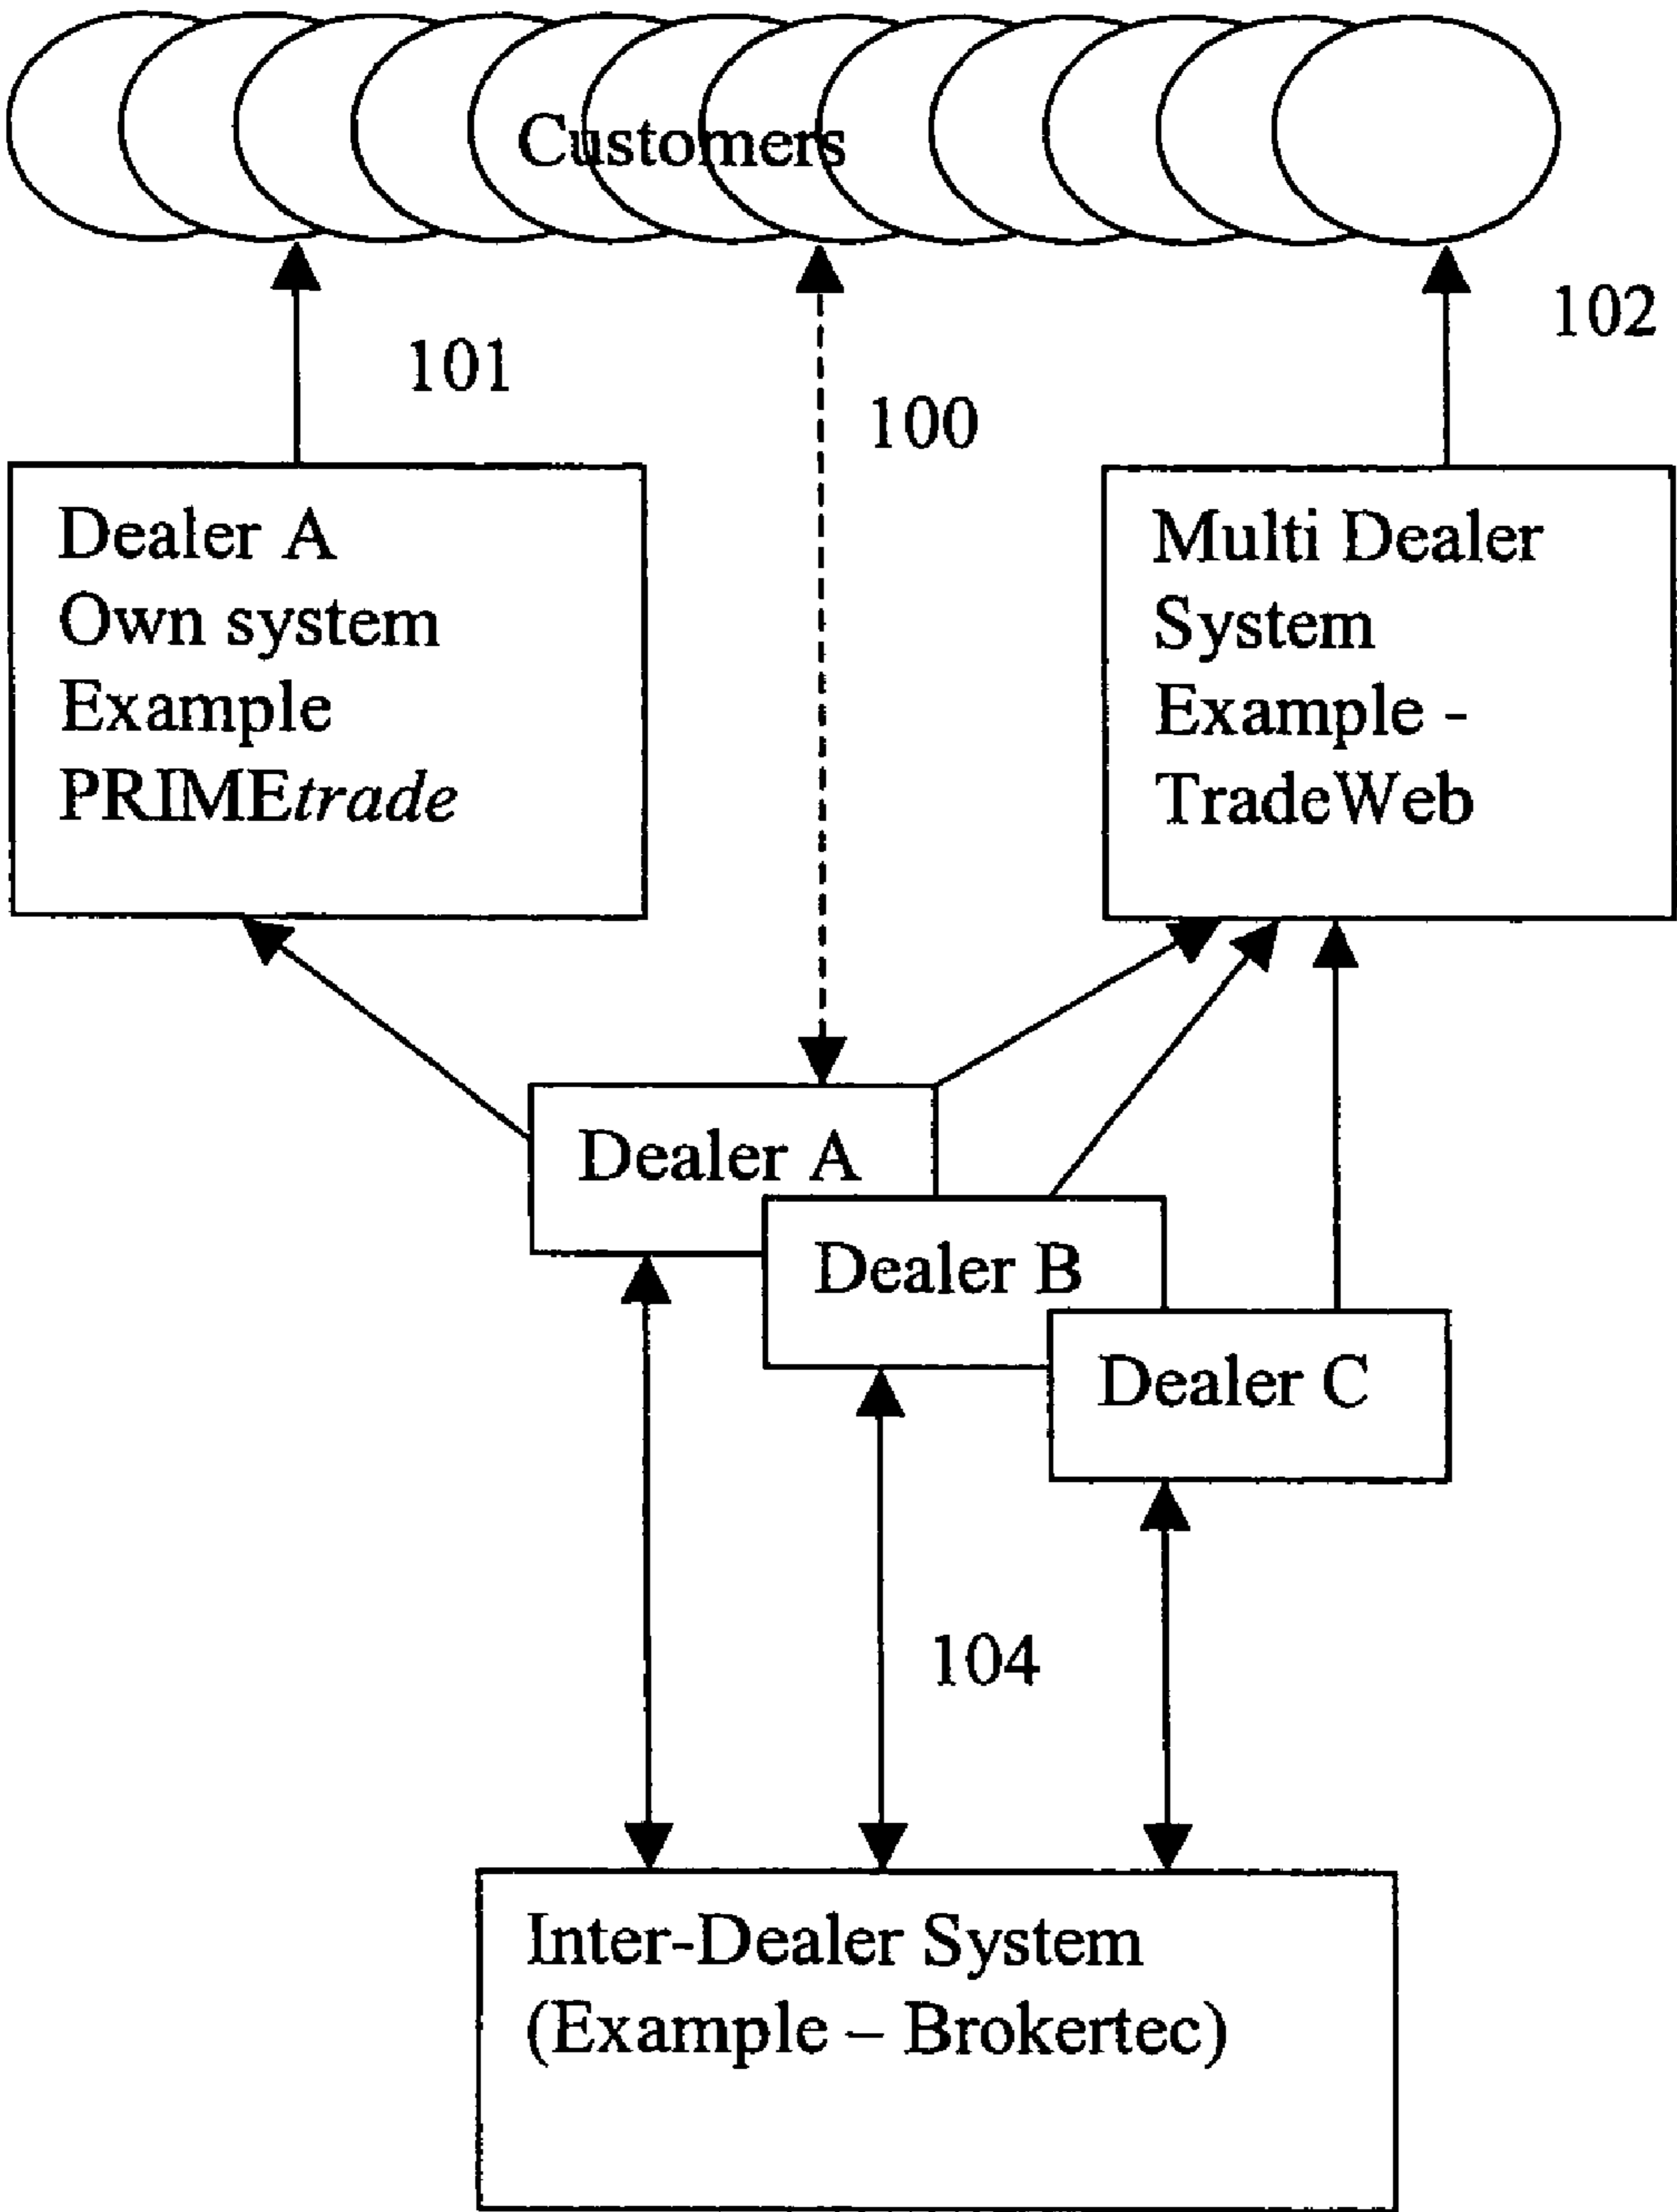 Customers
102
101
100
Dealer A
Own system
Example
PRIMEtrade
Multi Dealer
System
Example -
TradeWeb
Dealer A
Dealer B
Dealer C
104
Inter-Dealer System
(Example – Brokertec)